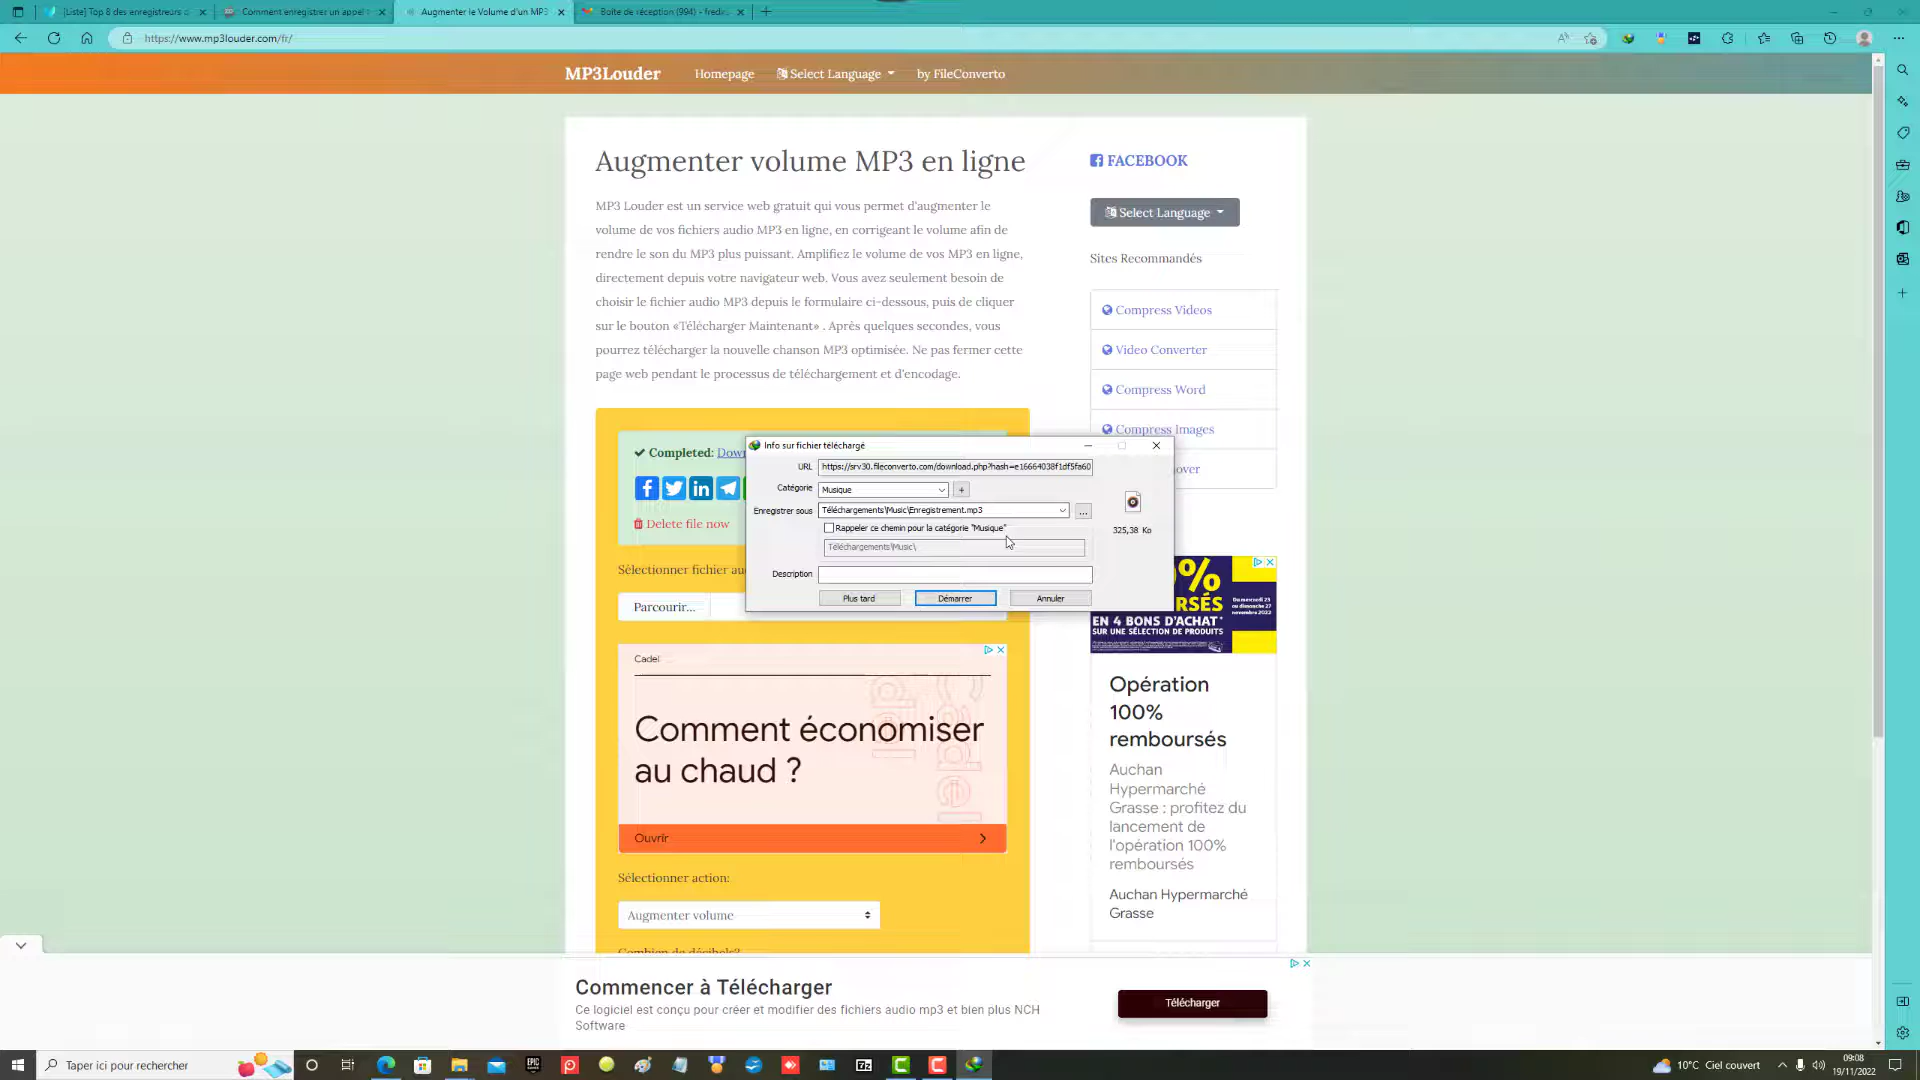 [Liste] Top 8 des enregistreurs d
Comment enregistrer un appel
Augmenter le Volume d'un MP3
Boîte de réception (994) - fredi
https://www.mp3louder.com/fr/
MP3Louder
Homepage
Select Language
by FileConverto
Augmenter volume MP3 en ligne
MP3 Louder est un service web gratuit qui vous permet d'augmenter le
volume de vos fichiers audio MP3 en ligne, en corrigeant le volume afin de
rendre le son du MP3 plus puissant. Amplifiez le volume de vos MP3 en ligne,
directement depuis votre navigateur web. Vous avez seulement besoin de
choisir le fichier audio MP3 depuis le formulaire ci-dessous, puis de cliquer
sur le bouton «Télécharger Maintenant» . Après quelques secondes, vous
pourrez télécharger la nouvelle chanson MP3 optimisée. Ne pas fermer cette
page web pendant le processus de téléchargement et d'encodage.
FACEBOOK
Select Language
Sites Recommandés
Compress Videos
Video Converter
Compress Word
Compress Images
over
Completed: Down
Delete file now
Sélectionner fichier au
Parcourir...
Info sur fichier téléchargé
URL
https://srv30.fileconverto.com/download.php?hash=e16664038f1df5fa60
Catégorie
Musique
+
Enregistrer sous
Téléchargements\Music\Enregistrement.mp3
...
Rappeler ce chemin pour la catégorie "Musique"
Téléchargements\Music\
325,38 Ko
Description
Plus tard
Démarrer
Annuler
Cadel
Comment économiser
au chaud ?
Ouvrir
Sélectionner action:
Augmenter volume
Combien de décibels?
EN 4 BONS D'ACHAT*
SUR UNE SÉLECTION DE PRODUITS
Opération
100%
remboursés
Auchan
Hypermarché
Grasse : profitez du
lancement de
l'opération 100%
remboursés
Auchan Hypermarché
Grasse
Commencer à Télécharger
Ce logiciel est conçu pour créer et modifier des fichiers audio mp3 et bien plus NCH
Software
Télécharger
Taper ici pour rechercher
10°C Ciel couvert
09:08
19/11/2022